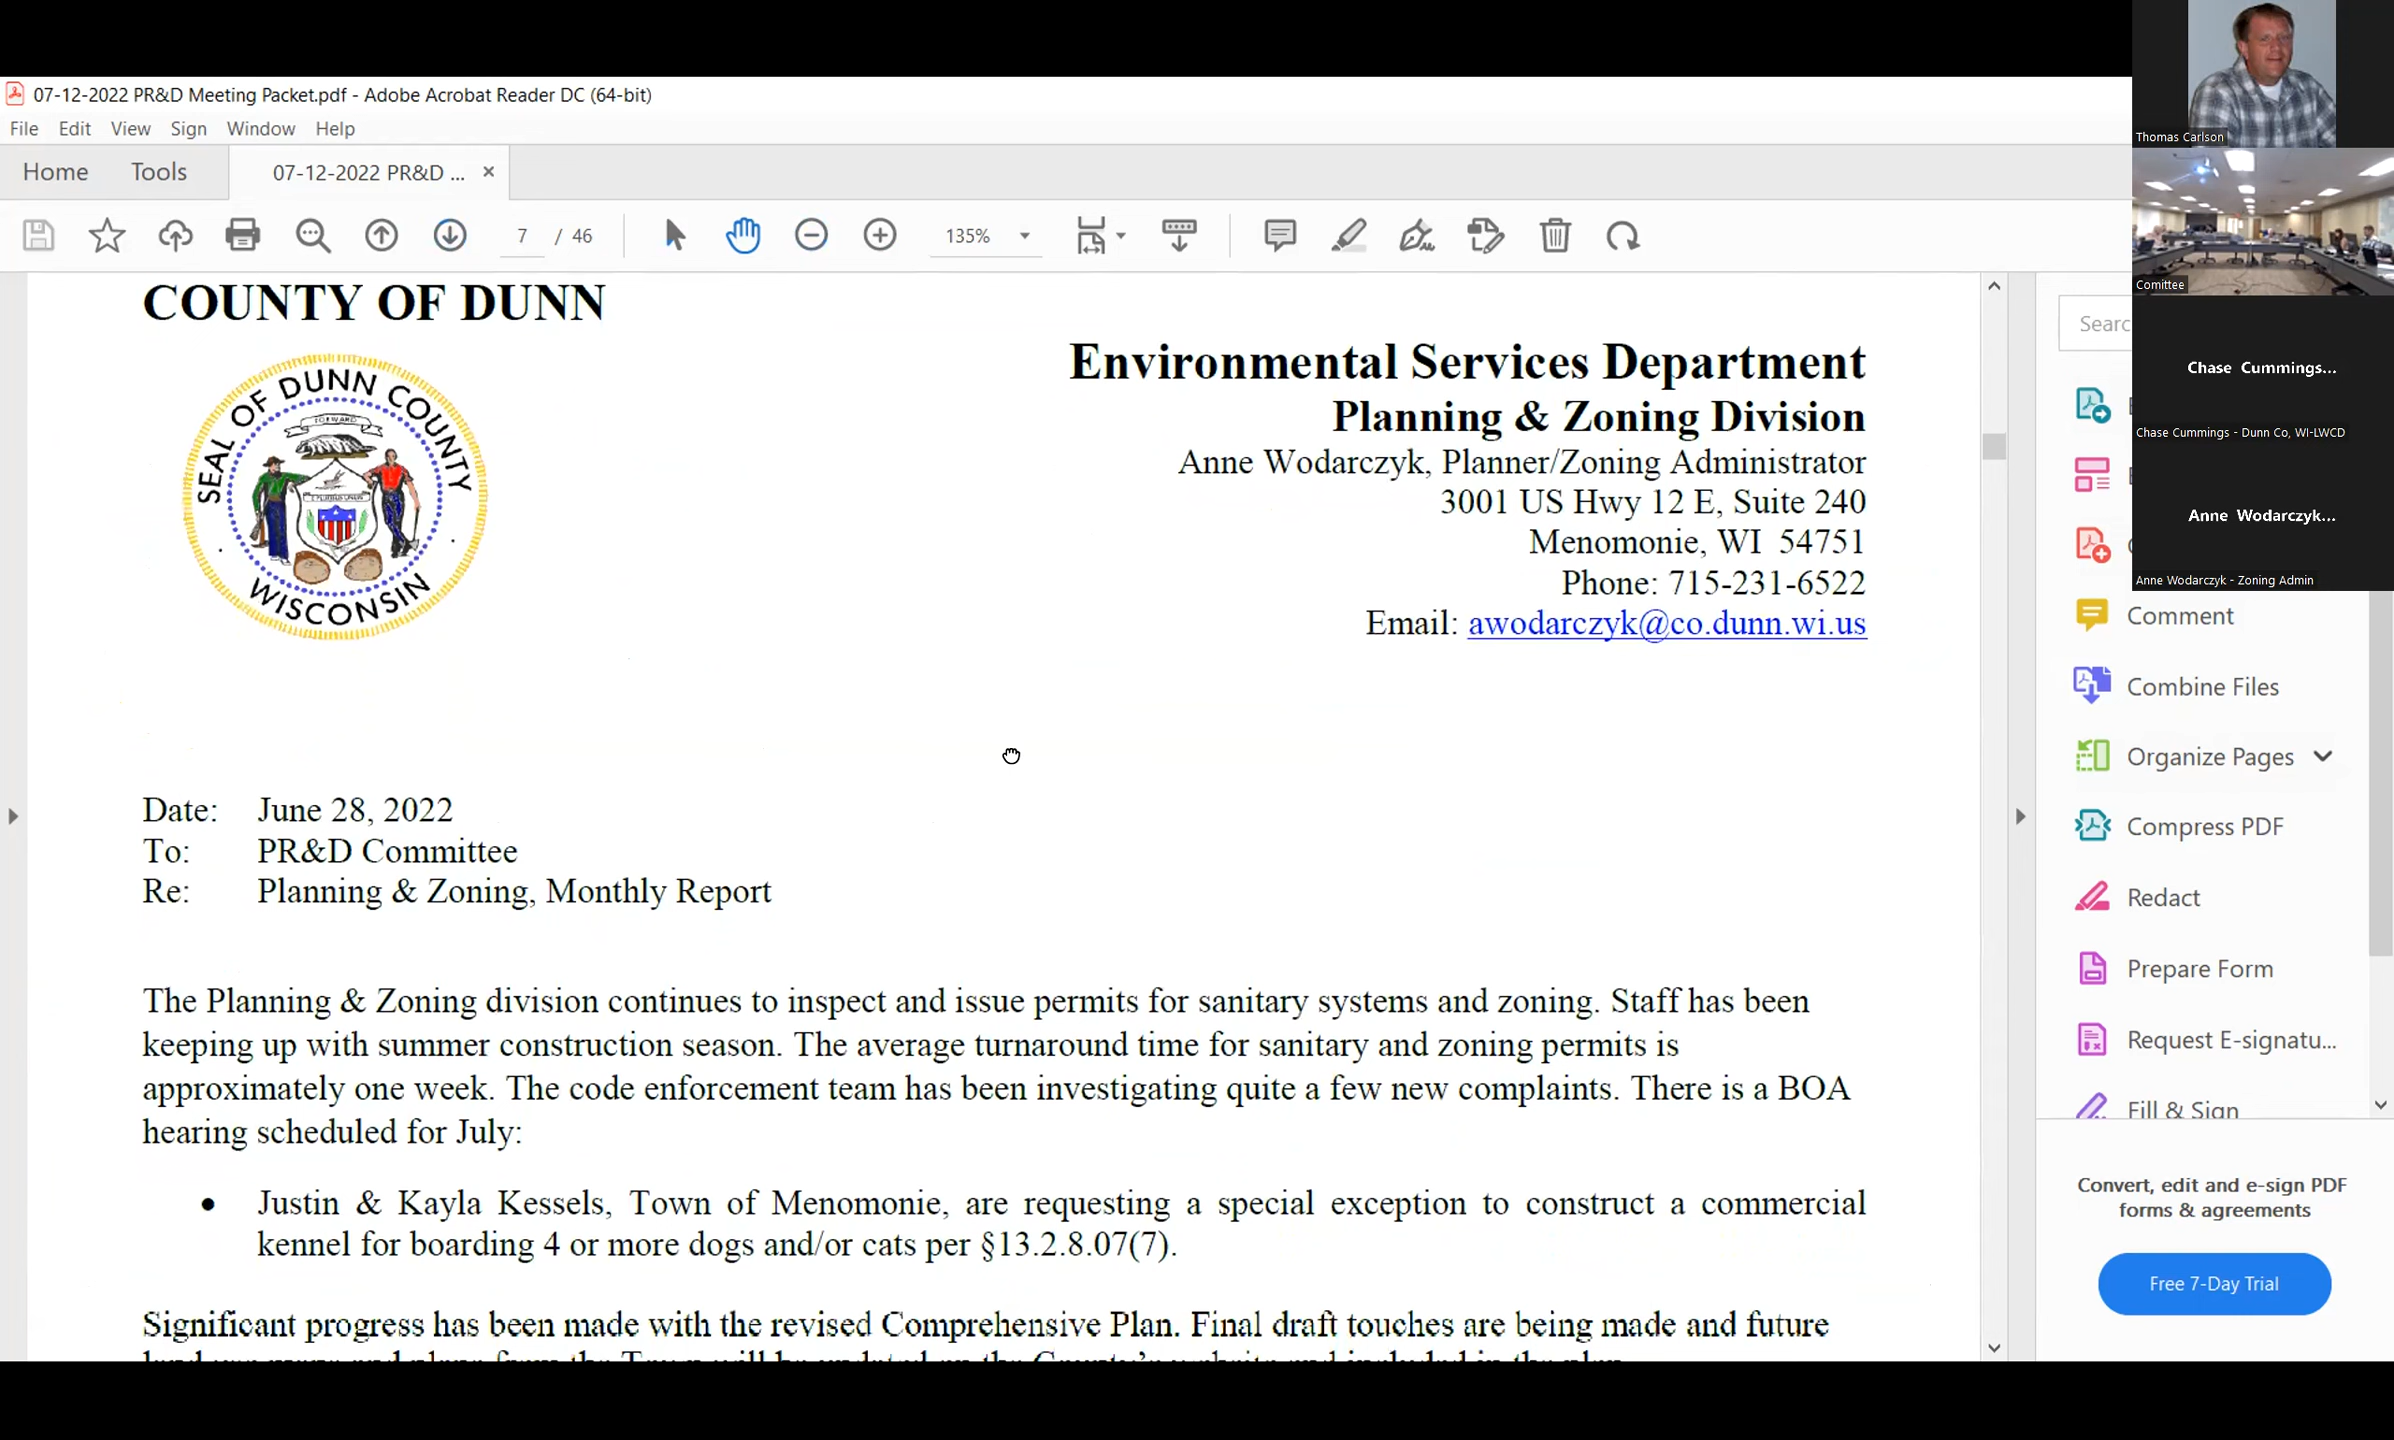 07-12-2022 PR&D Meeting Packet.pdf - Adobe Acrobat Reader DC (64-bit)
File Edit View Sign Window Help
Home Tools 07-12-2022 PR&D ...
7 / 46 135%
COUNTY OF DUNN
SEAL OF DUNN COUNTY
FORWARD
WISCONSIN
Environmental Services Department
Planning & Zoning Division
Anne Wodarczyk, Planner/Zoning Administrator
3001 US Hwy 12 E, Suite 240
Menomonie, WI 54751
Phone: 715-231-6522
Email: awodarczyk@co.dunn.wi.us
Date: June 28, 2022
To: PR&D Committee
Re: Planning & Zoning, Monthly Report
The Planning & Zoning division continues to inspect and issue permits for sanitary systems and zoning. Staff has been
keeping up with summer construction season. The average turnaround time for sanitary and zoning permits is
approximately one week. The code enforcement team has been investigating quite a few new complaints. There is a BOA
hearing scheduled for July:
• Justin & Kayla Kessels, Town of Menomonie, are requesting a special exception to construct a commercial
kennel for boarding 4 or more dogs and/or cats per §13.2.8.07(7).
Significant progress has been made with the revised Comprehensive Plan. Final draft touches are being made and future
Thomas Carlson
Comittee
Chase Cummings...
Chase Cummings - Dunn Co, WI-LWCD
Anne Wodarczyk...
Anne Wodarczyk - Zoning Admin
Searc
Comment
Combine Files
Organize Pages
Compress PDF
Redact
Prepare Form
Request E-signatu...
Fill & Sign
Convert, edit and e-sign PDF
forms & agreements
Free 7-Day Trial